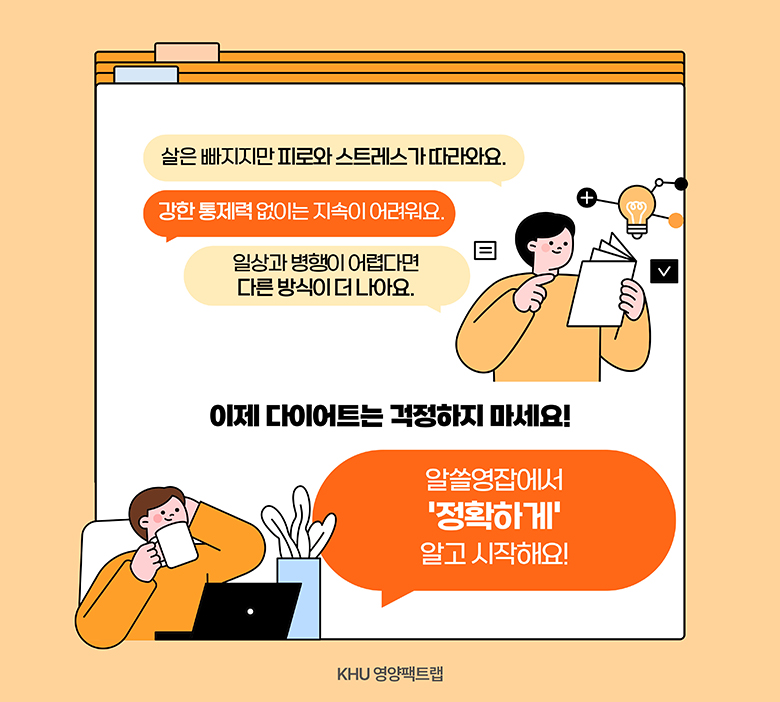 살은 빠지지만 피로와 스트레스가 따라와요.
강한 통제력 없이는 지속이 어려워요.
일상과 병행이 어렵다면
다른 방식이 더 나아요.
이제 다이어트는 걱정하지 마세요!
알쓸영잡에서
'정확하게'
알고 시작해요!
KHU 영양팩트랩